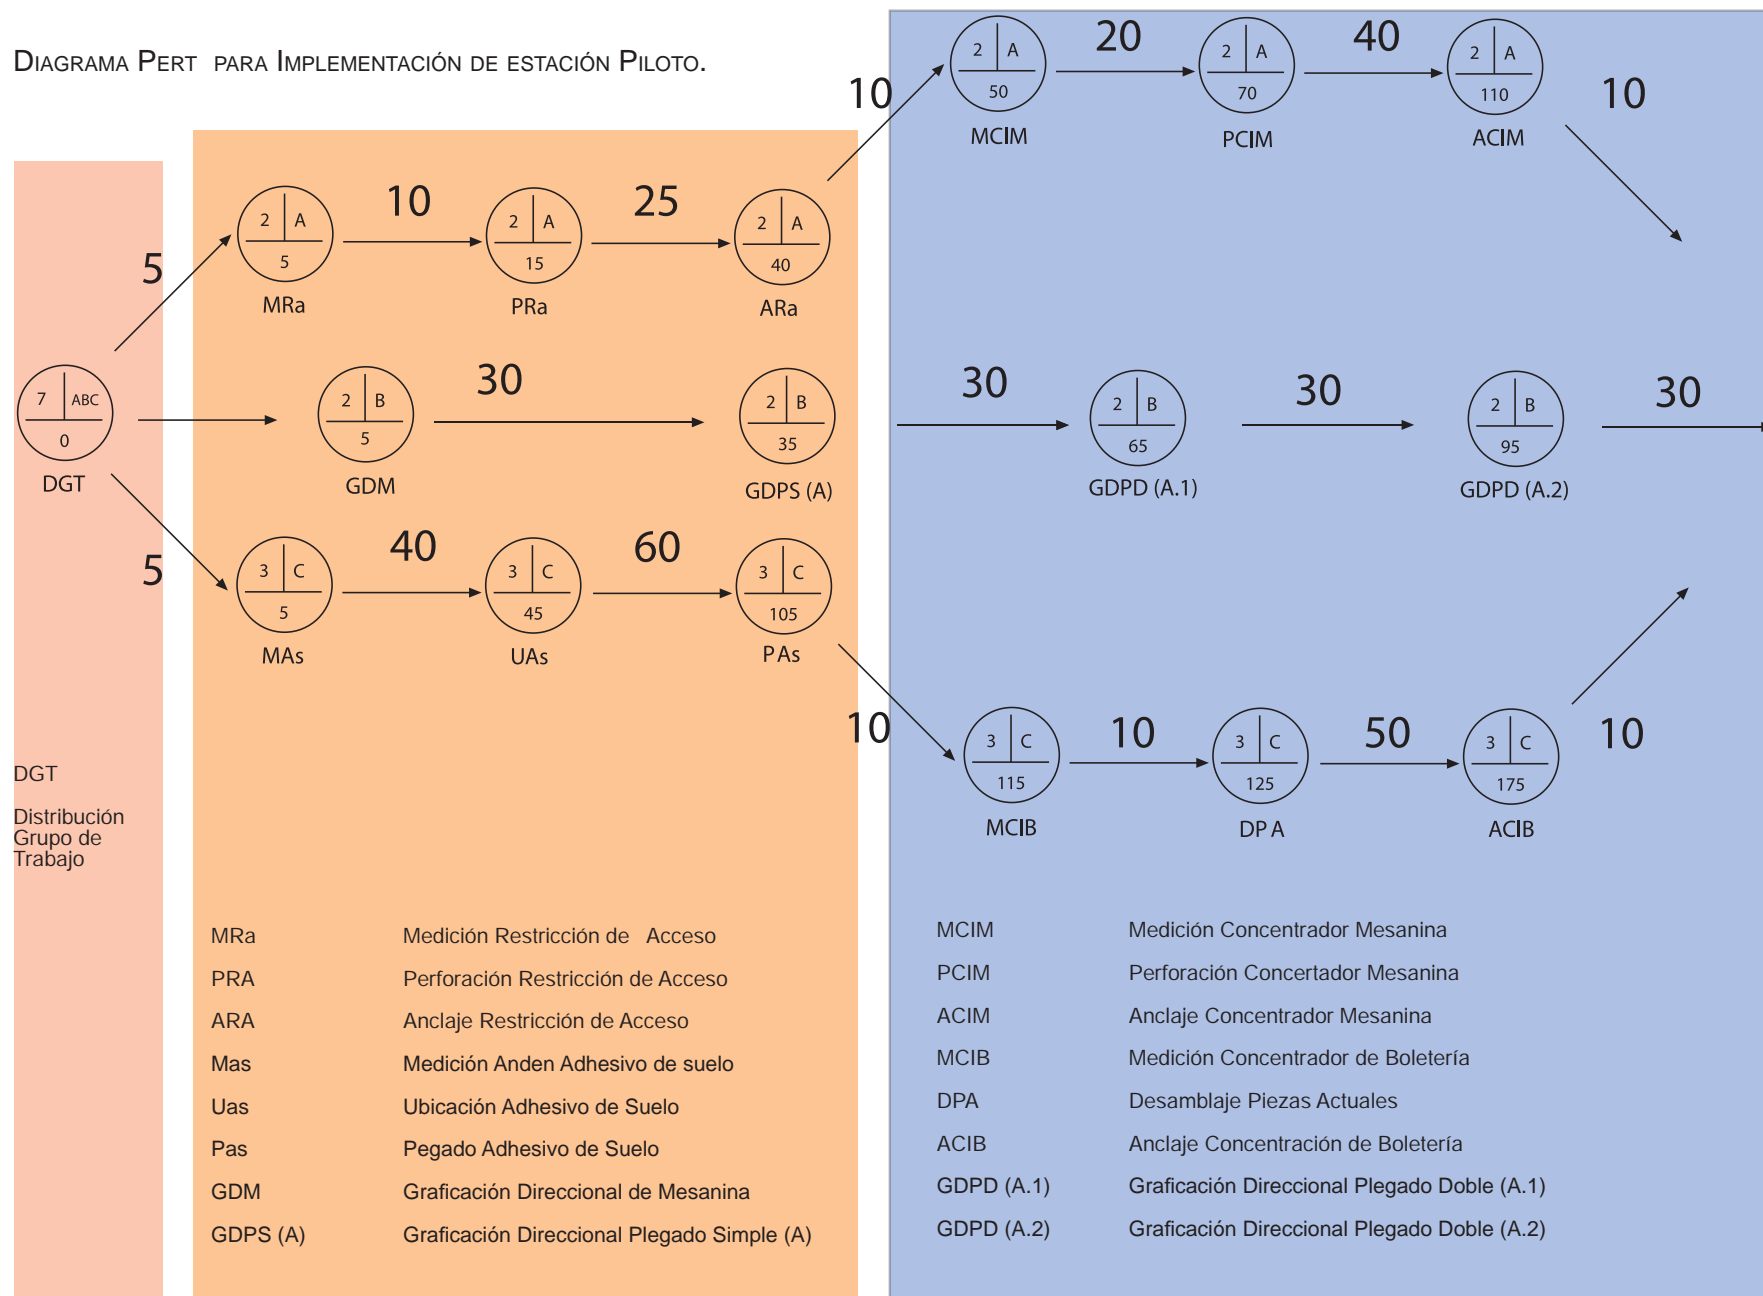 DIAGRAMA PERT PARA IMPLEMENTACIÓN DE ESTACIÓN PILOTO.
10
2 A
50
MCIM
20
2 A
70
PCIM
40
2 A
110
ACIM
10
5
2 A
5
MRa
10
2 A
15
PRa
25
2 A
40
ARa
7 ABC
0
DGT
2 B
5
GDM
30
2 B
35
GDPS (A)
30
2 B
65
GDPD (A.1)
30
2 B
95
GDPD (A.2)
30
5
3 C
5
MAs
40
3 C
45
UAs
60
3 C
105
PAs
10
3 C
115
MCIB
10
3 C
125
DP A
50
3 C
175
ACIB
10
DGT
Distribución
Grupo de
Trabajo
MRa Medición Restricción de Acceso
PRA Perforación Restricción de Acceso
ARA Anclaje Restricción de Acceso
Mas Medición Anden Adhesivo de suelo
Uas Ubicación Adhesivo de Suelo
Pas Pegado Adhesivo de Suelo
GDM Graficación Direccional de Mesanina
GDPS (A) Graficación Direccional Plegado Simple (A)
MCIM Medición Concentrador Mesanina
PCIM Perforación Concertador Mesanina
ACIM Anclaje Concentrador Mesanina
MCIB Medición Concentrador de Boletería
DPA Desamblaje Piezas Actuales
ACIB Anclaje Concentración de Boletería
GDPD (A.1) Graficación Direccional Plegado Doble (A.1)
GDPD (A.2) Graficación Direccional Plegado Doble (A.2)